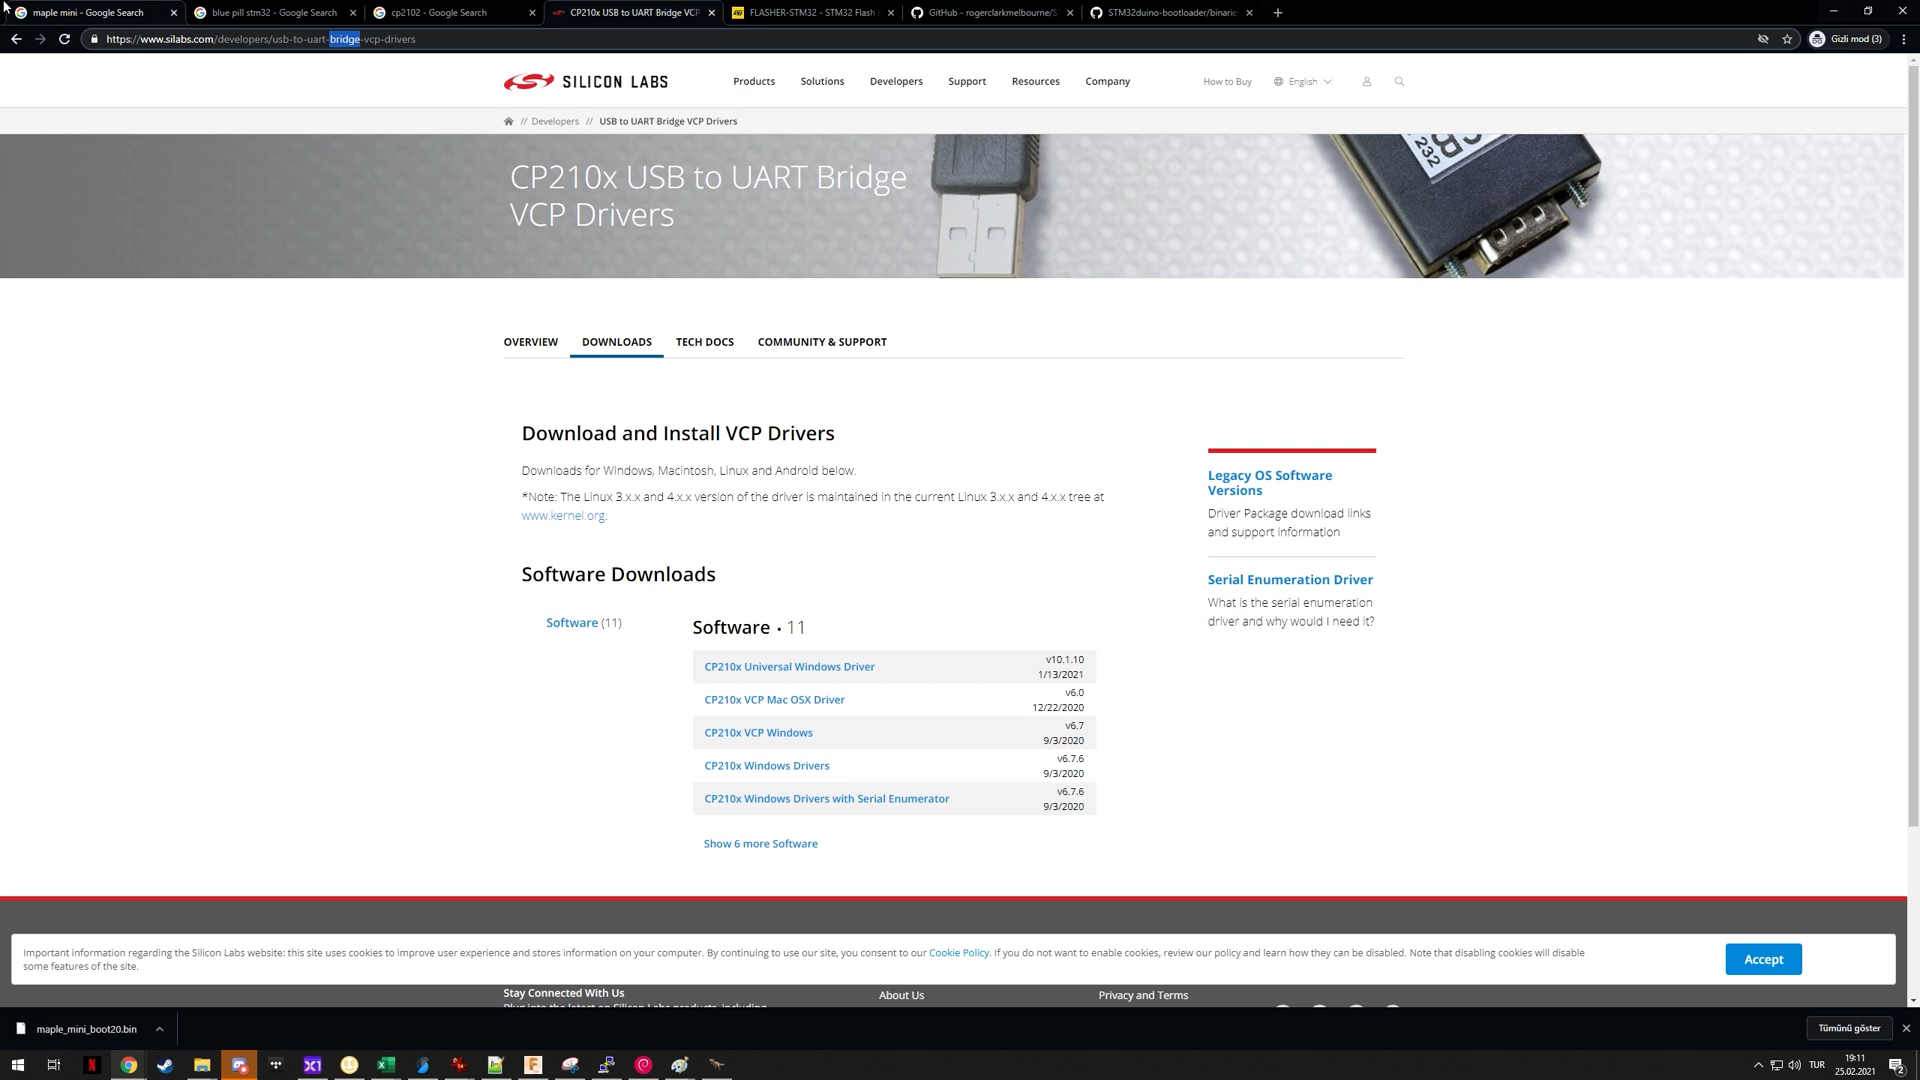 maple mini - Google Search
blue pill stm32 - Google Search
cp2102 - Google Search
CP210x USB to UART Bridge VCP
FLASHER-STM32 - STM32 Flash
GitHub - rogerclarkmelbourne/S
STM32duino-bootloader/binarie
https://www.silabs.com/developers/usb-to-uart-bridge-vcp-drivers
Gizli mod (3)
SILICON LABS
Products
Solutions
Developers
Support
Resources
Company
How to Buy
English
// Developers // USB to UART Bridge VCP Drivers
CP210x USB to UART Bridge
VCP Drivers
232
OVERVIEW
DOWNLOADS
TECH DOCS
COMMUNITY & SUPPORT
Download and Install VCP Drivers
Downloads for Windows, Macintosh, Linux and Android below.
*Note: The Linux 3.x.x and 4.x.x version of the driver is maintained in the current Linux 3.x.x and 4.x.x tree at
www.kernel.org.
Legacy OS Software
Versions
Driver Package download links
and support information
Serial Enumeration Driver
What is the serial enumeration
driver and why would I need it?
Software Downloads
Software (11)
Software • 11
CP210x Universal Windows Driver
v10.1.10
1/13/2021
CP210x VCP Mac OSX Driver
v6.0
12/22/2020
CP210x VCP Windows
v6.7
9/3/2020
CP210x Windows Drivers
v6.7.6
9/3/2020
CP210x Windows Drivers with Serial Enumerator
v6.7.6
9/3/2020
Show 6 more Software
Important information regarding the Silicon Labs website: this site uses cookies to improve user experience and stores information on your computer. By continuing to use our site, you consent to our Cookie Policy. If you do not want to enable cookies, review our policy and learn how they can be disabled. Note that disabling cookies will disable
some features of the site.
Accept
Stay Connected With Us
About Us
Privacy and Terms
maple_mini_boot20.bin
Tümünü göster
TUR
19:11
25.02.2021
2